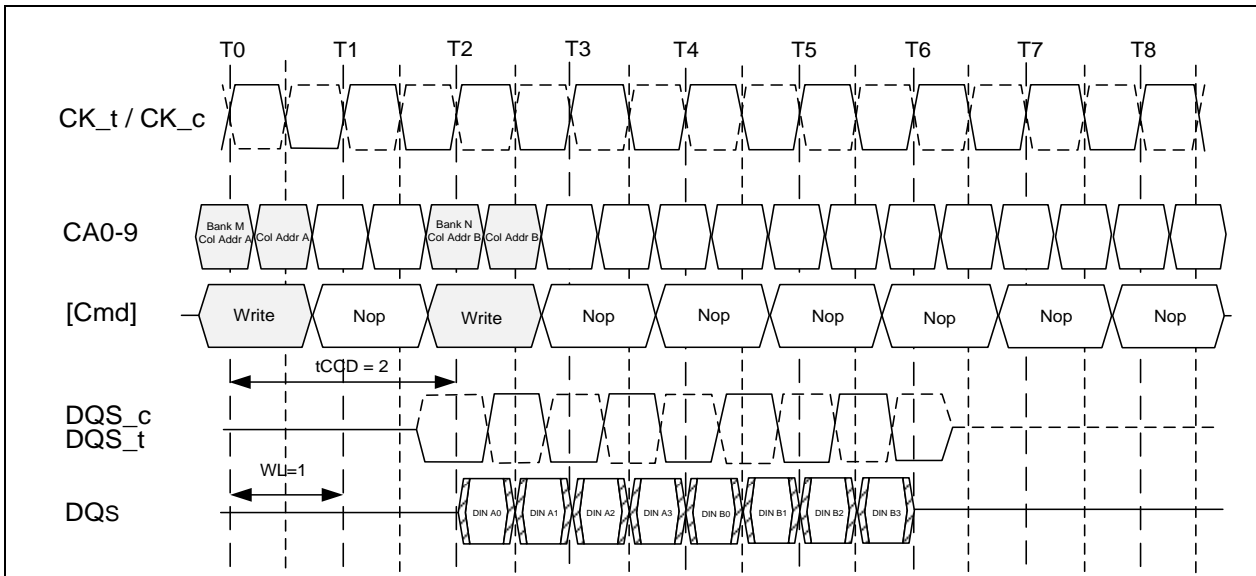 T0 T1 T2 T3 T4 T5 T6 T7 T8
CK_t / CK_c
CA0-9
Bank M
Col Addr A
Col Addr A
Bank N
Col Addr B
Col Addr B
[Cmd]
Write Nop Write Nop Nop Nop Nop Nop Nop
tCCD = 2
DQS_c
DQS_t
WL=1
DQs
DIN A0 DIN A1 DIN A2 DIN A3 DIN B0 DIN B1 DIN B2 DIN B3